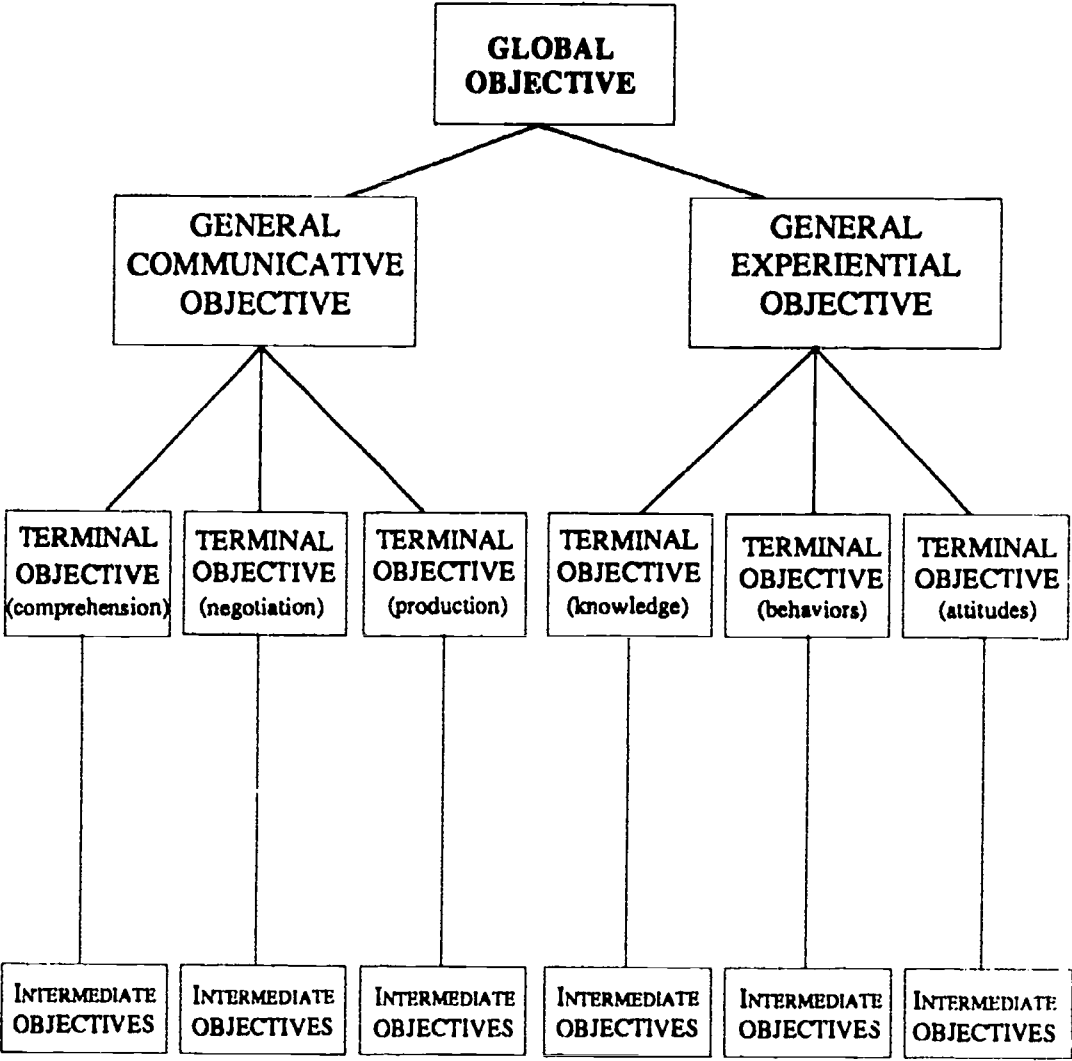 GLOBAL
OBJECTIVE
GENERAL
COMMUNICATIVE
OBJECTIVE
GENERAL
EXPERIENTIAL
OBJECTIVE
TERMINAL
OBJECTIVE
(comprehension)
TERMINAL
OBJECTIVE
(negotiation)
TERMINAL
OBJECTIVE
(production)
TERMINAL
OBJECTIVE
(knowledge)
TERMINAL
OBJECTIVE
(behaviors)
TERMINAL
OBJECTIVE
(attitudes)
INTERMEDIATE
OBJECTIVES
INTERMEDIATE
OBJECTIVES
INTERMEDIATE
OBJECTIVES
INTERMEDIATE
OBJECTIVES
INTERMEDIATE
OBJECTIVES
INTERMEDIATE
OBJECTIVES